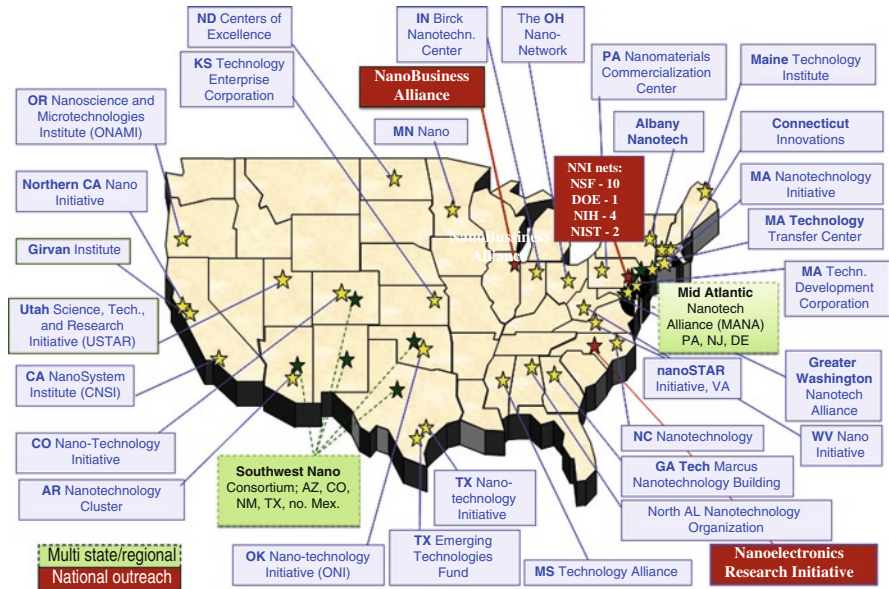 ND Centers of
Excellence
KS Technology
Enterprise
Corporation
OR Nanoscience and
Microtechnologies
Institute (ONAMI)
Northern CA Nano
Initiative
Girvan Institute
Utah Science, Tech.,
and Research
Initiative (USTAR)
CA NanoSystem
Institute (CNSI)
CO Nano-Technology
Initiative
AR Nanotechnology
Cluster
Multi state/regional
National outreach
IN Birck
Nanotechn.
Center
NanoBusiness
Alliance
MN Nano
The OH
Nano-
Network
PA Nanomaterials
Commercialization
Center
Albany
Nanotech
NNI nets:
NSF - 10
DOE - 1
NIH - 4
NIST - 2
NanoBussiness
Alliance
Maine Technology
Institute
Connecticut
Innovations
MA Nanotechnology
Initiative
MA Technology
Transfer Center
MA Techn.
Development
Corporation
Mid Atlantic
Nanotech
Alliance (MANA)
PA, NJ, DE
Greater
Washington
Nanotech
Alliance
nanoSTAR
Initiative, VA
WV Nano
Initiative
NC Nanotechnology
GA Tech Marcus
Nanotechnology Building
North AL Nanotechnology
Organization
Nanoelectronics
Research Initiative
MS Technology Alliance
Southwest Nano
Consortium; AZ, CO,
NM, TX, no. Mex.
TX Nano-
technology
Initiative
TX Emerging
Technologies
Fund
OK Nano-technology
Initiative (ONI)